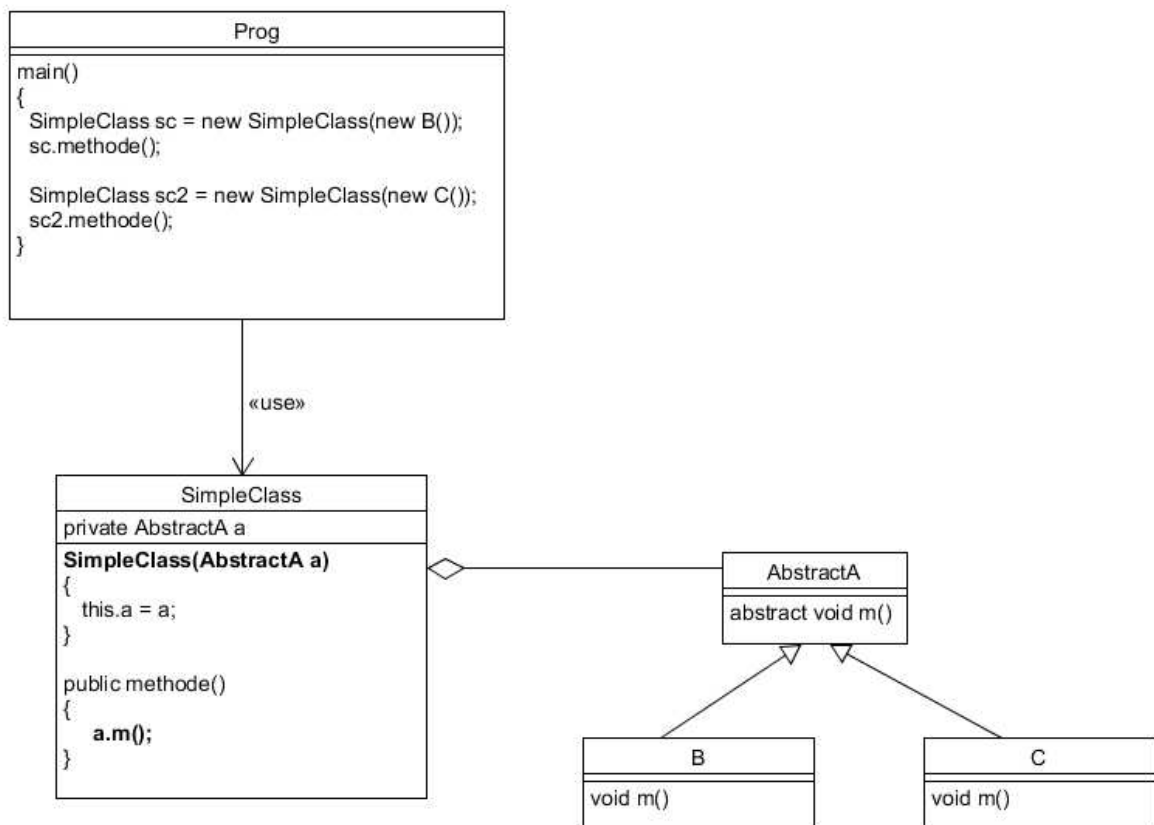 Prog
main()
{
SimpleClass sc = new SimpleClass(new B());
sc.methode();
SimpleClass sc2 = new SimpleClass(new C());
sc2.methode();
}
«use»
SimpleClass
private AbstractA a
SimpleClass(AbstractA a)
{
this.a = a;
}
public methode()
{
a.m();
}
AbstractA
abstract void m()
B
void m()
C
void m()